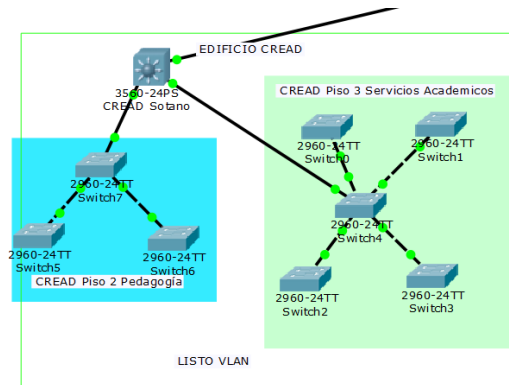 EDIFICIO CREAD
3560-24PS
CREAD Sotano
CREAD Piso 3 Servicios Academicos
2960-24TT
Switch0
2960-24TT
Switch1
2960-24TT
Switch7
2960-24TT
Switch4
2960-24TT
Switch5
2960-24TT
Switch6
CREAD Piso 2 Pedagogía
2960-24TT
Switch2
2960-24TT
Switch3
LISTO VLAN